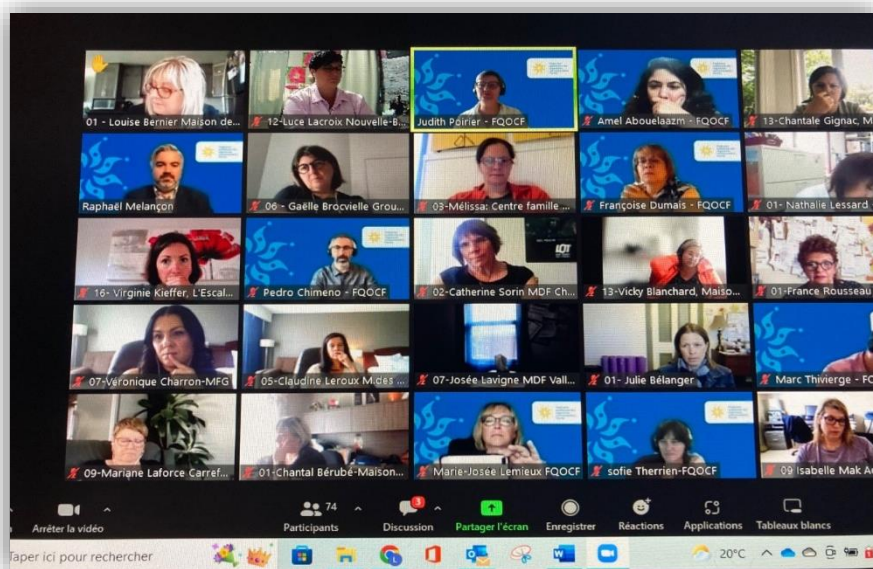 01 - Louise Bernier Maison de...
12-Luce Lacroix Nouvelle-B...
Judith Poirier - FQOCF
Amel Abouelaazm - FQOCF
13-Chantale Gignac, M
Raphaël Melançon
06 - Gaëlle Brocvielle Grou...
03-Mélissa: Centre famille ...
Françoise Dumais - FQOCF
01- Nathalie Lessard
16- Virginie Kieffer, L'Escal...
Pedro Chimeno - FQOCF
02-Catherine Sorin MDF Ch...
LOT
13-Vicky Blanchard, Maiso...
01-France Rousseau
07-Véronique Charron-MFG
05-Claudine Leroux M.des ...
07-Josée Lavigne MDF Vall...
01- Julie Bélanger
Marc Thivierge - FQ
09-Mariane Laforce Carref...
01-Chantal Bérubé-Maison...
Marie-Josée Lemieux FQOCF
sofie Therrien-FQOCF
09 Isabelle Mak A
Arrêter la vidéo
Participants
74
Discussion
3
Partager l'écran
Enregistrer
Réactions
Applications
Tableaux blancs
Taper ici pour rechercher
20°C